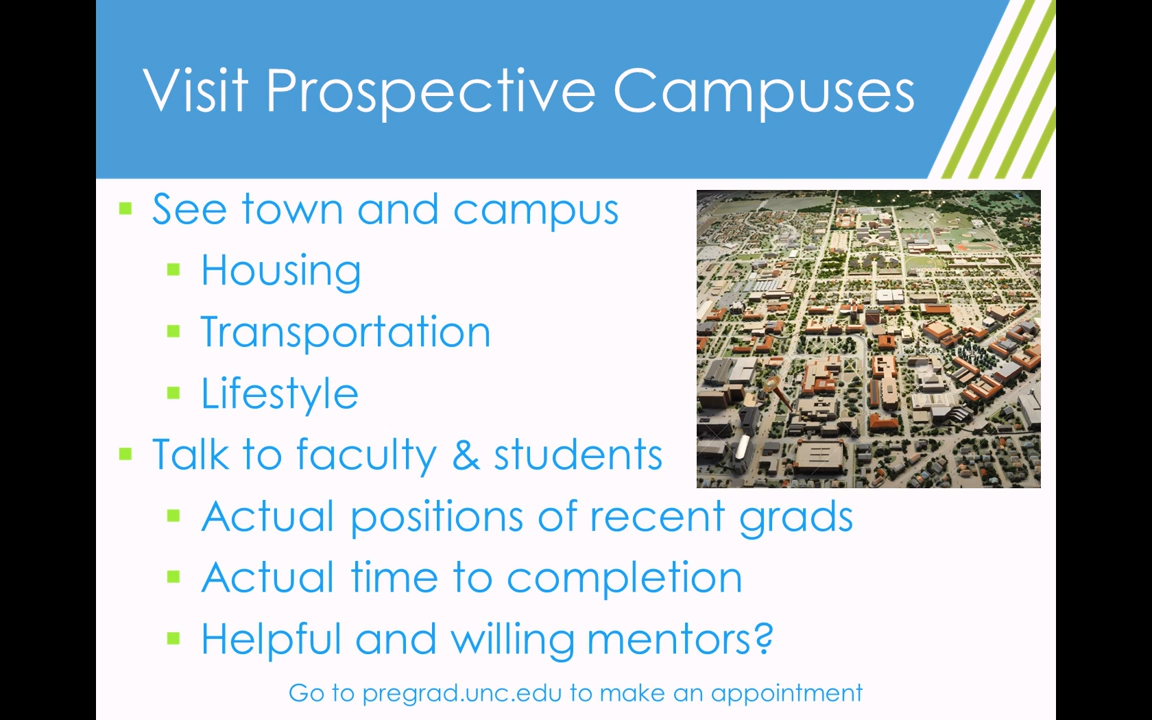 Visit Prospective Campuses
See town and campus
Housing
Transportation
Lifestyle
Talk to faculty & students
Actual positions of recent grads
Actual time to completion
Helpful and willing mentors?
Go to pregrad.unc.edu to make an appointment